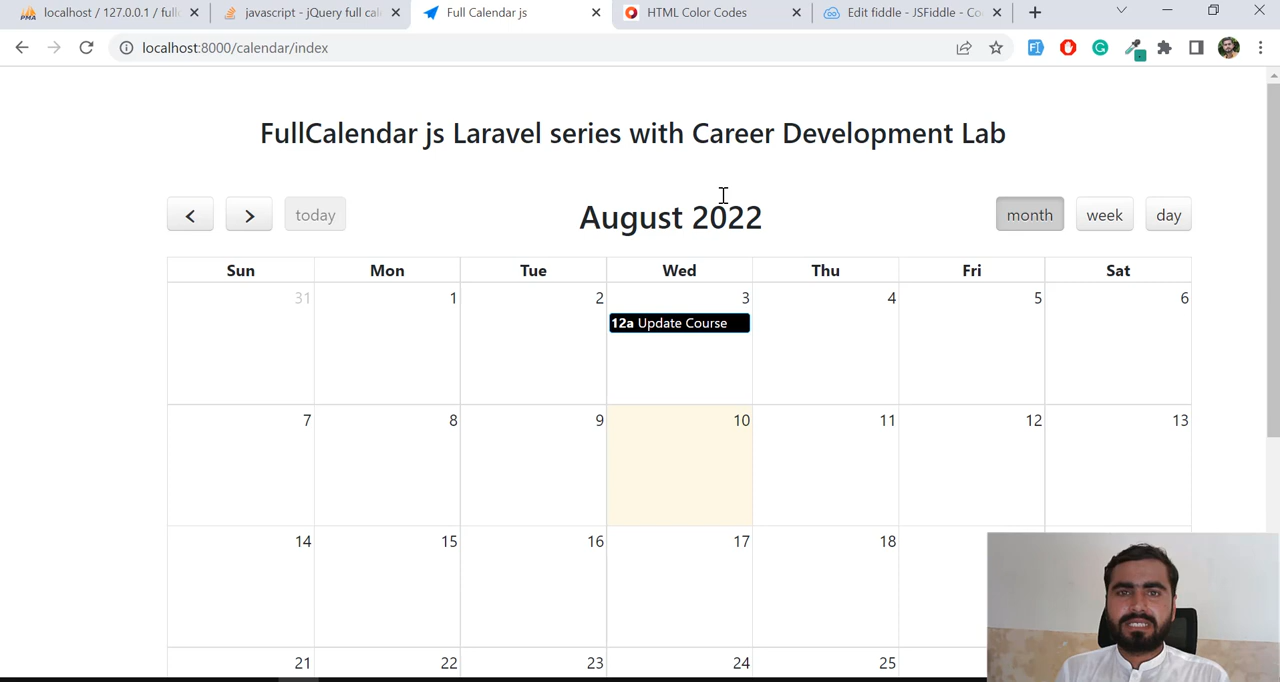 localhost / 127.0.0.1 / full
javascript - jQuery full cal
Full Calendar js
HTML Color Codes
Edit fiddle - JSFiddle - Co
localhost:8000/calendar/index
FullCalendar js Laravel series with Career Development Lab
today
August 2022
month week day
Sun Mon Tue Wed Thu Fri Sat
31 1 2 3 4 5 6
12a Update Course
7 8 9 10 11 12 13
14 15 16 17 18
21 22 23 24 25